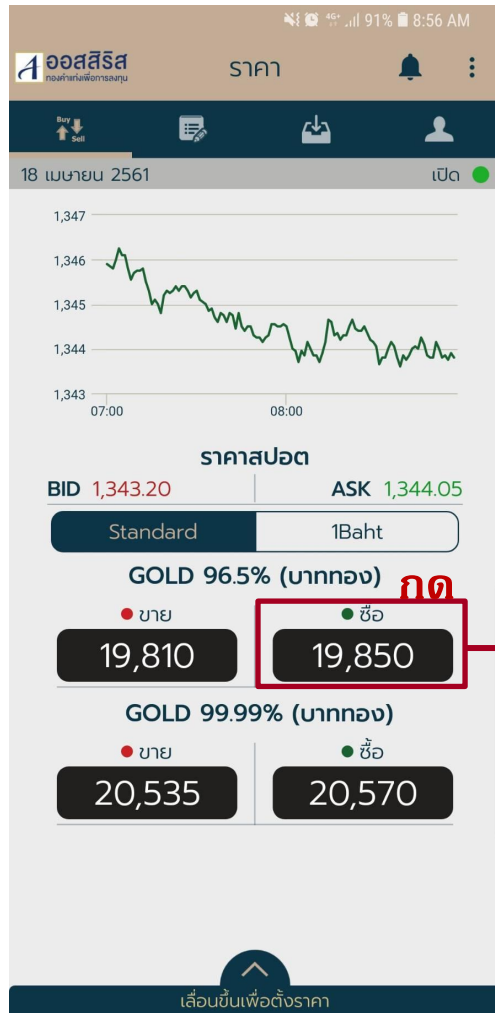 4G+ 91% 8:56 AM
A ออสสิริส
ทองคำแท่งเพื่อการลงทุน
ราคา
Buy
Sell
18 เมษายน 2561 เปิด
1,347
1,346
1,345
1,344
1,343
07:00 08:00
ราคาสปอต
BID 1,343.20 ASK 1,344.05
Standard 1Baht
GOLD 96.5% (บาททอง)
กด
ขาย ซื้อ
19,810 19,850
GOLD 99.99% (บาททอง)
ขาย ซื้อ
20,535 20,570
เลื่อนขึ้นเพื่อตั้งราคา